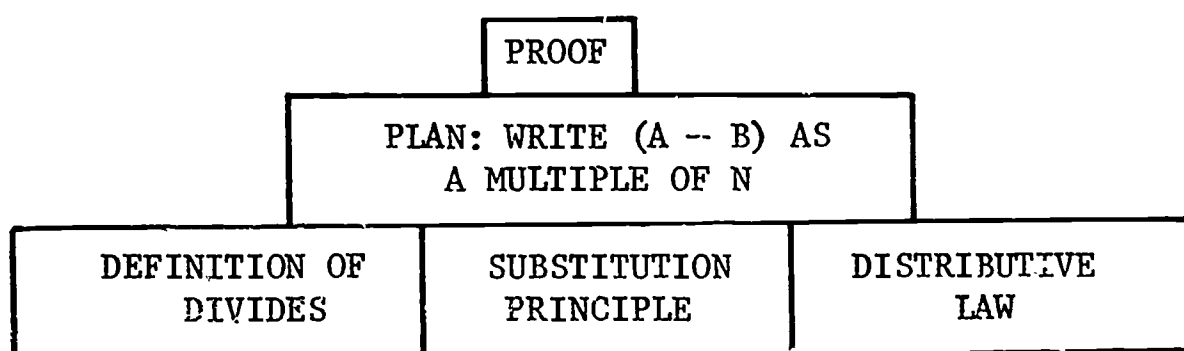 PROOF
PLAN: WRITE (A -- B) AS
A MULTIPLE OF N
DEFINITION OF
DIVIDES
SUBSTITUTION
PRINCIPLE
DISTRIBUTIVE
LAW